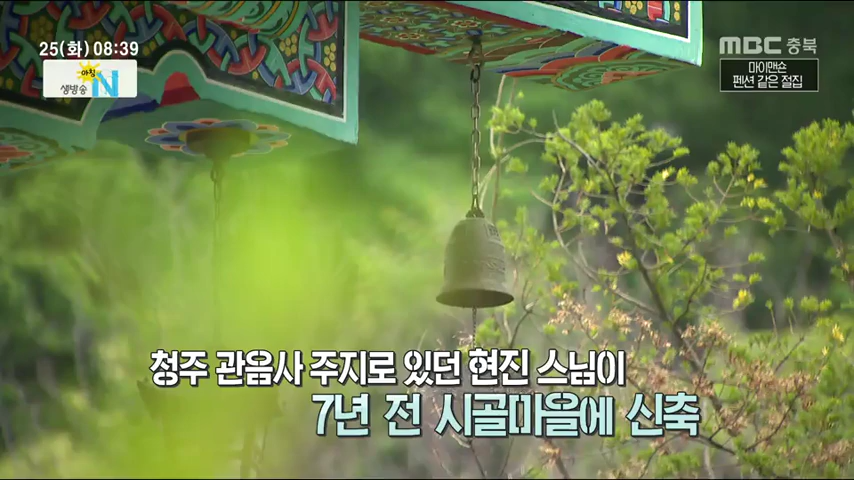 25(화) 08:39
아침
생방송 N
MBC 충북
마이맨숀
펜션 같은 절집
청주 관음사 주지로 있던 현진 스님이
7년 전 시골마을에 신축